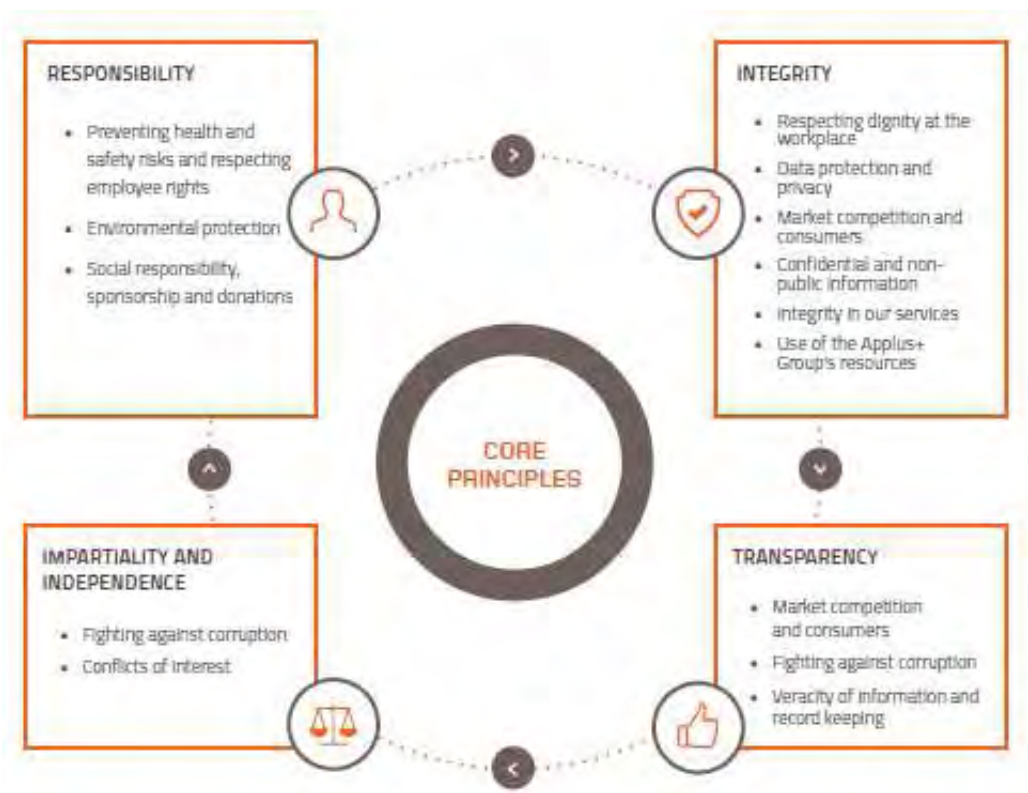 RESPONSIBILITY
• Preventing health and
safety risks and respecting
employee rights
• Environmental protection
• Social responsibility,
sponsorship and donations
INTEGRITY
• Respecting dignity at the
workplace
• Data protection and
privacy
• Market competition and
consumers
• Confidential and non-
public information
• Integrity in our services
• Use of the Applus+
Group's resources
CORE
PRINCIPLES
IMPARTIALITY AND
INDEPENDENCE
• Fighting against corruption
• Conflicts of interest
TRANSPARENCY
• Market competition
and consumers
• Fighting against corruption
• Veracity of information and
record keeping